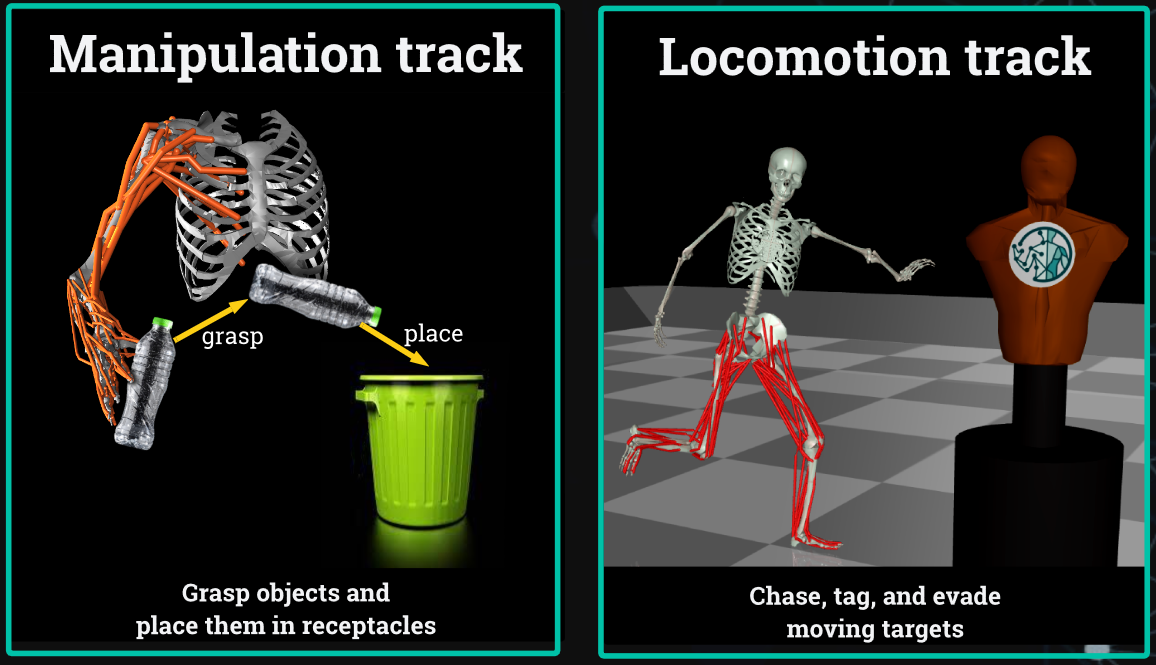 Manipulation track
grasp
place
Grasp objects and
place them in receptacles
Locomotion track
Chase, tag, and evade
moving targets